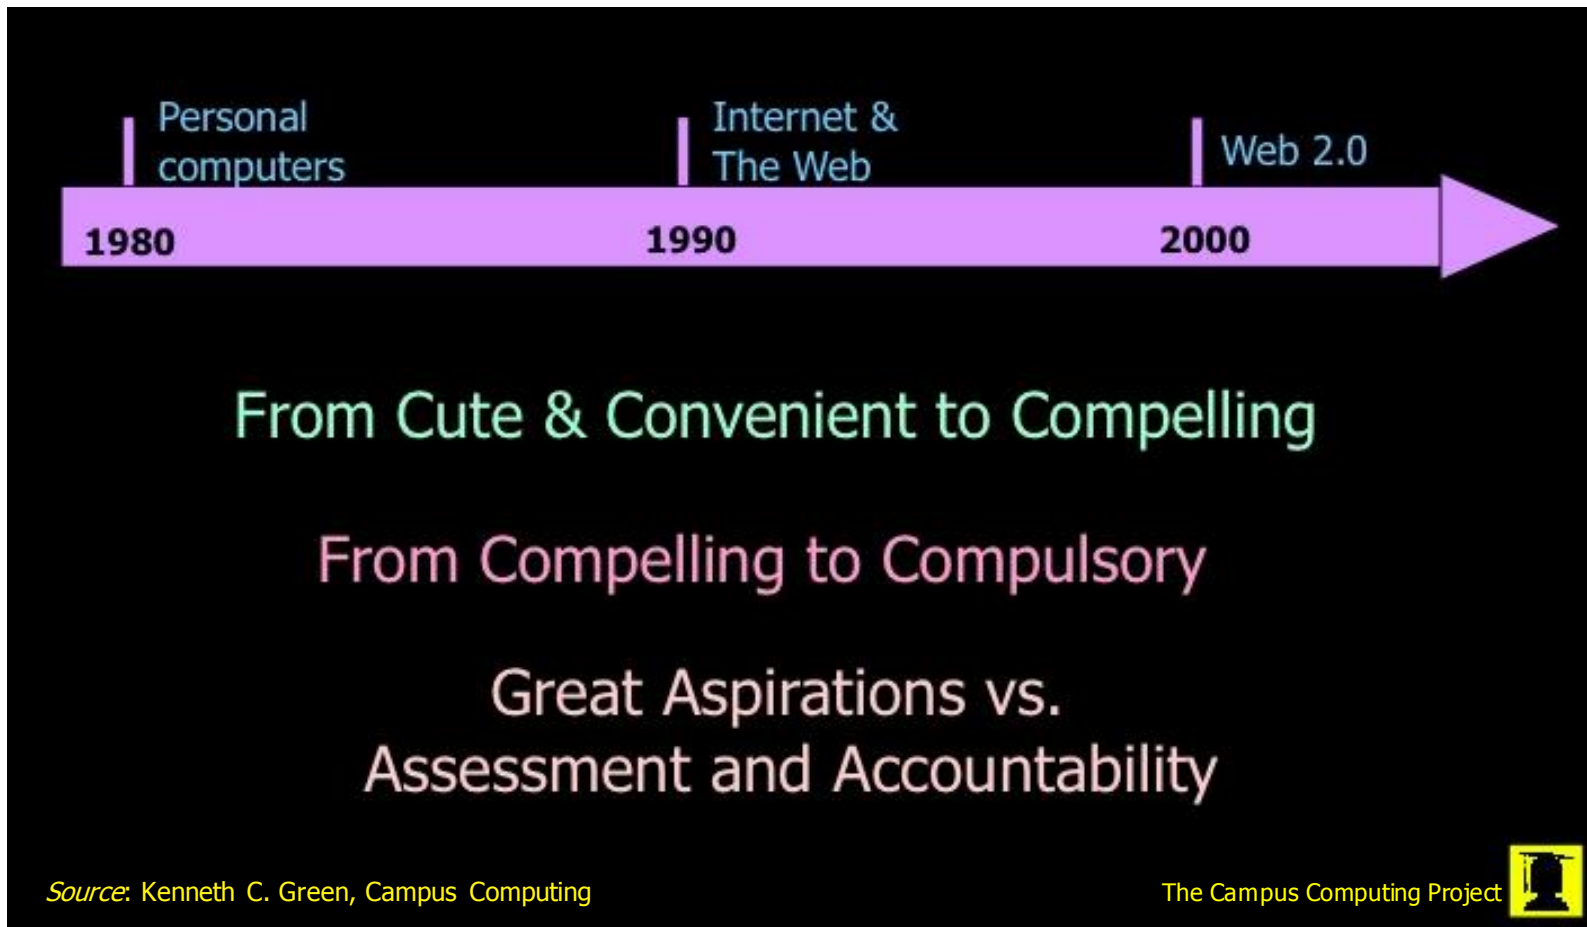 Personal
computers
Internet &
The Web
Web 2.0
1980
1990
2000
From Cute & Convenient to Compelling
From Compelling to Compulsory
Great Aspirations vs.
Assessment and Accountability
Source: Kenneth C. Green, Campus Computing
The Campus Computing Project